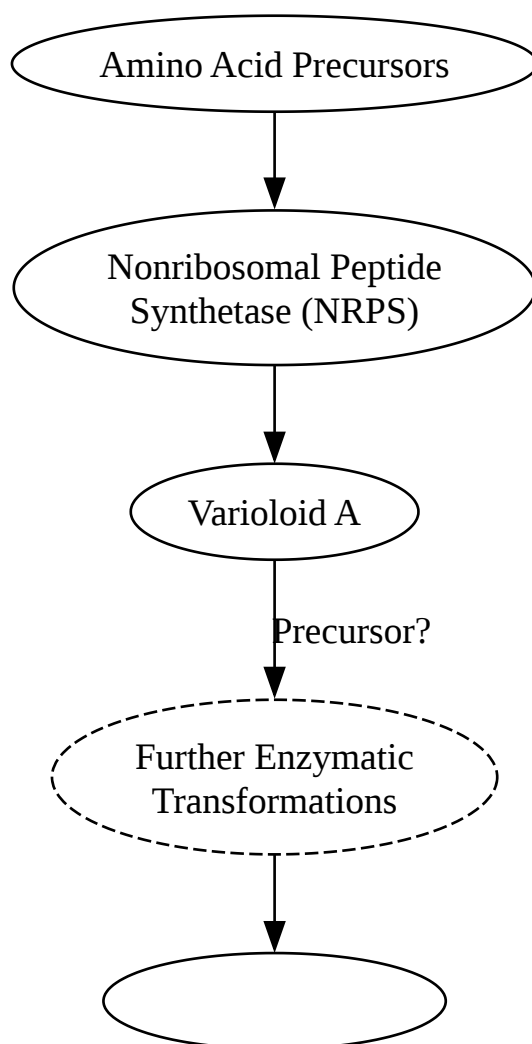 Amino Acid Precursors
Nonribosomal Peptide
Synthetase (NRPS)
Varioloid A
Precursor?
Further Enzymatic
Transformations